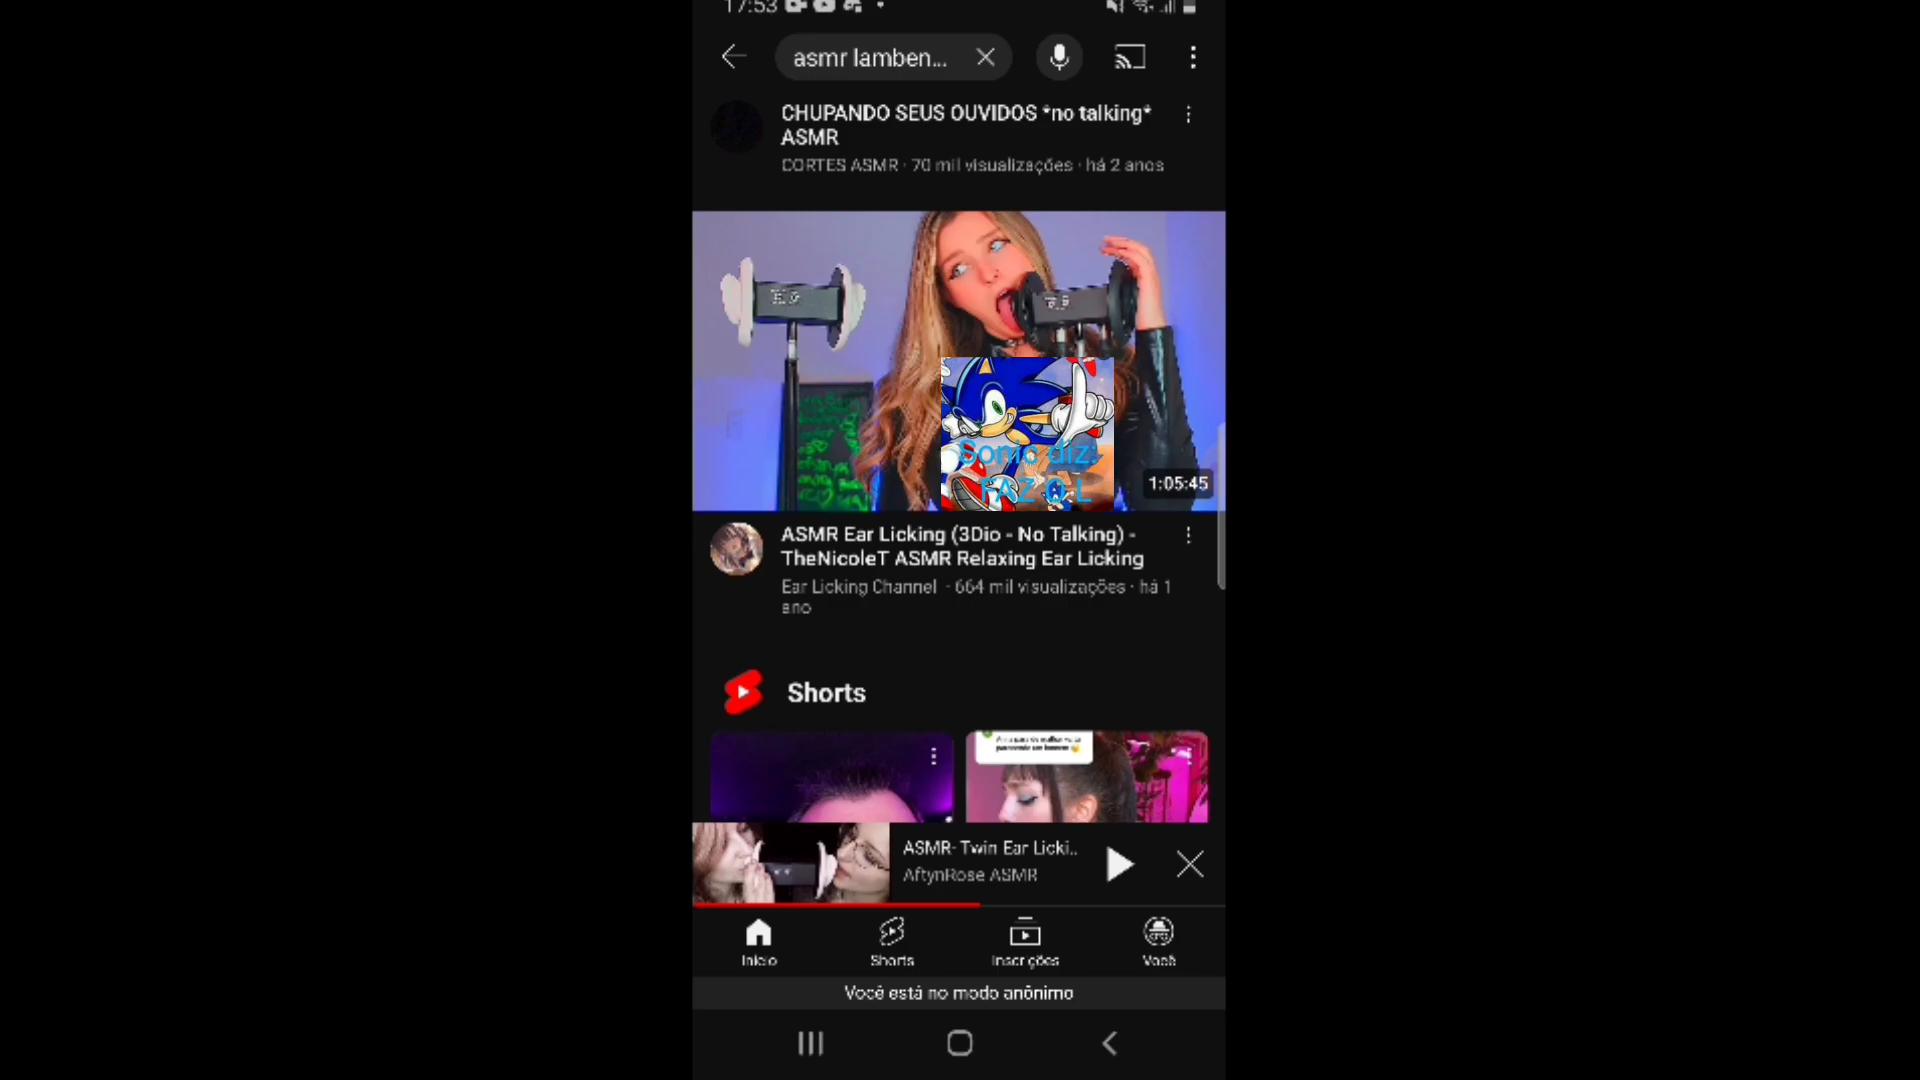 17:53
asmr lamben...
CHUPANDO SEUS OUVIDOS *no talking*
ASMR
CORTES ASMR · 70 mil visualizações · há 2 anos
Sonic diz:
FAZ O L
1:05:45
ASMR Ear Licking (3Dio - No Talking) -
TheNicoleT ASMR Relaxing Ear Licking
Ear Licking Channel · 664 mil visualizações · há 1
ano
Shorts
ASMR- Twin Ear Licki..
AftynRose ASMR
Início
Shorts
Inscrições
Você
Você está no modo anônimo